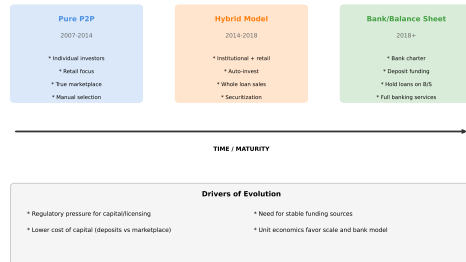 Pure P2P
2007-2014
* Individual investors
* Retail focus
* True marketplace
* Manual selection
Hybrid Model
2014-2018
* Institutional + retail
* Auto-invest
* Whole loan sales
* Securitization
Bank/Balance Sheet
2018+
* Bank charter
* Deposit funding
* Hold loans on B/S
* Full banking services
TIME / MATURITY
Drivers of Evolution
* Regulatory pressure for capital/licensing
* Need for stable funding sources
* Lower cost of capital (deposits vs marketplace)
* Unit economics favor scale and bank model